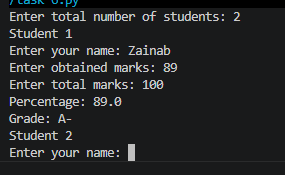 /task 6.py
Enter total number of students: 2
Student 1
Enter your name: Zainab
Enter obtained marks: 89
Enter total marks: 100
Percentage: 89.0
Grade: A-
Student 2
Enter your name: